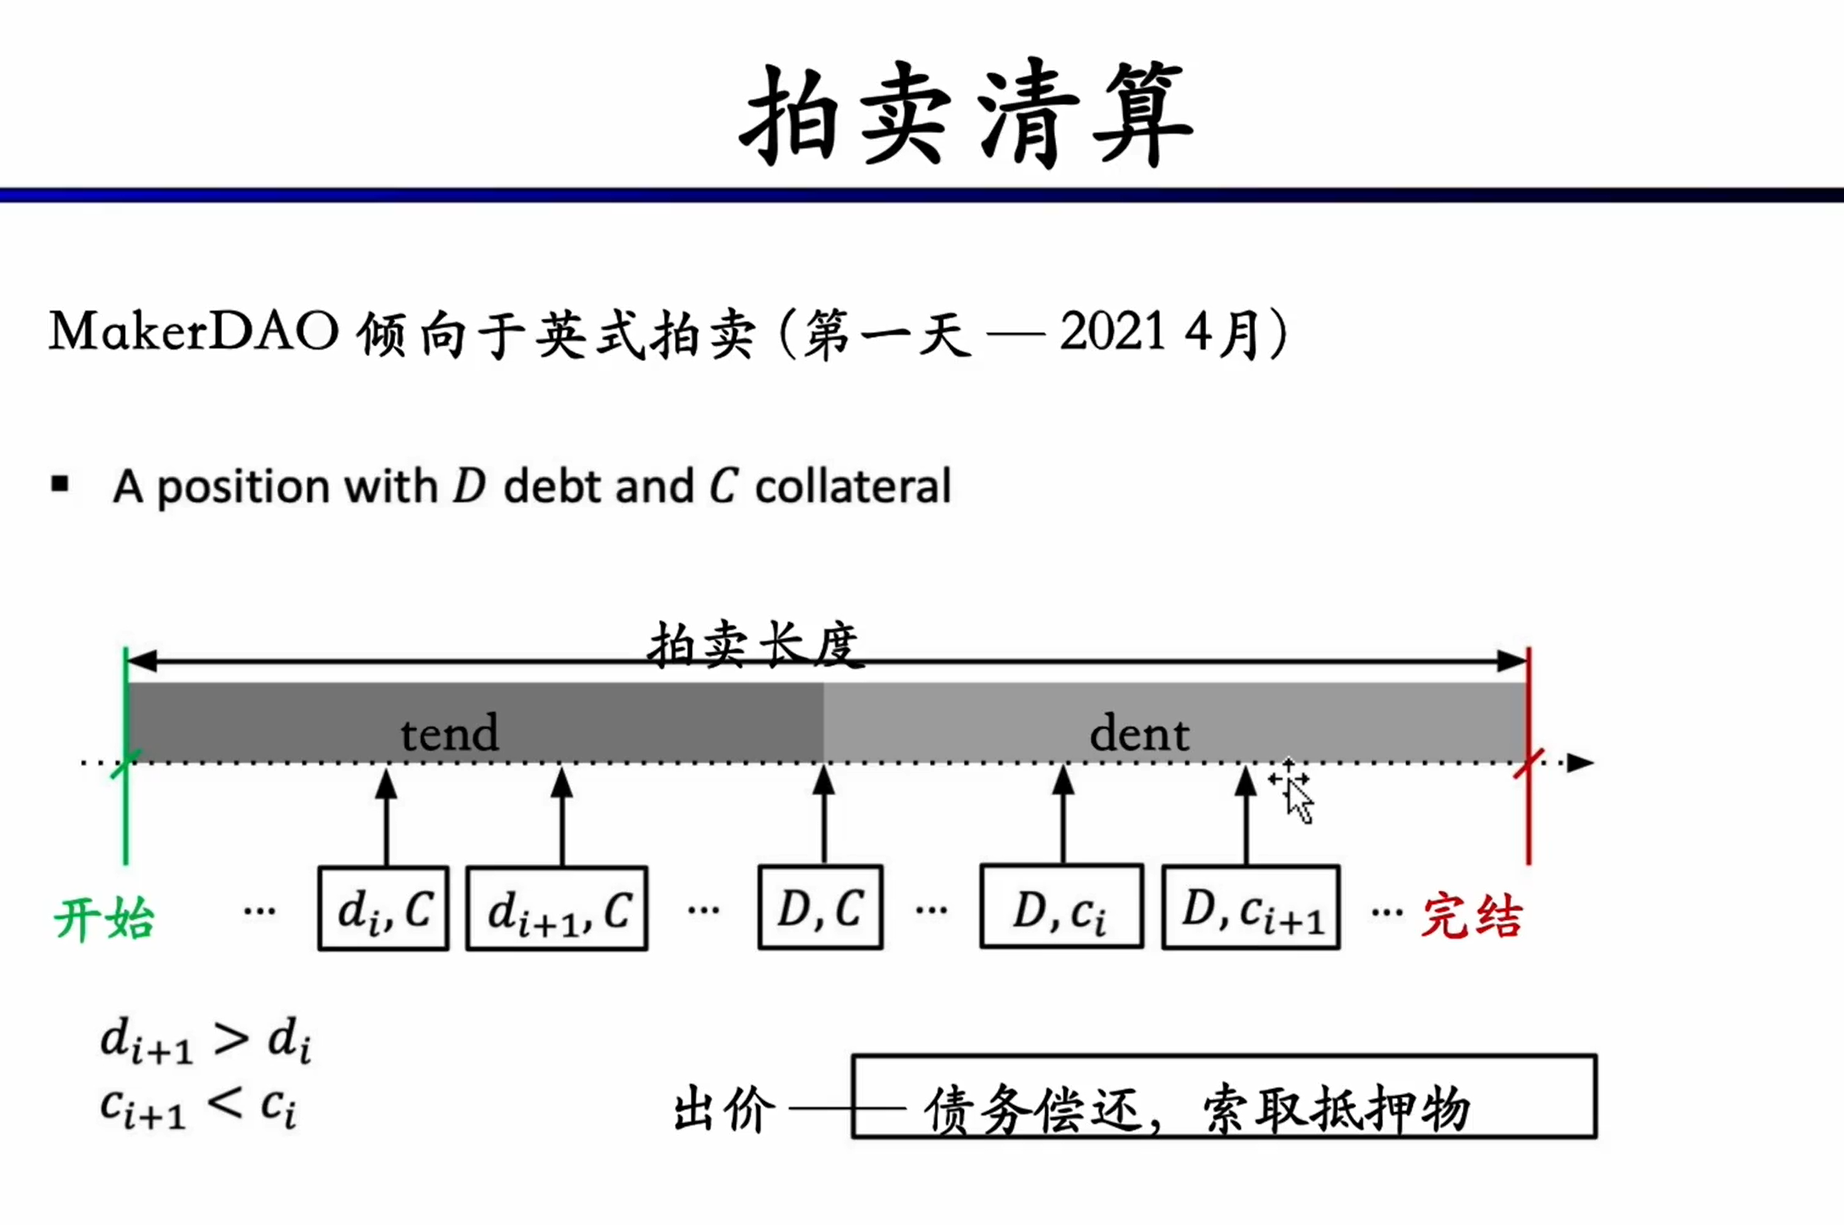 拍卖清算
MakerDAO 倾向于英式拍卖 (第一天 — 2021 4月)
▪ A position with D debt and C collateral
拍卖长度
tend dent
开始 ... d_i, C d_{i+1}, C ... D, C ... D, c_i D, c_{i+1} ... 完结
d_{i+1} > d_i
c_{i+1} < c_i
出价 —— 债务偿还，索取抵押物